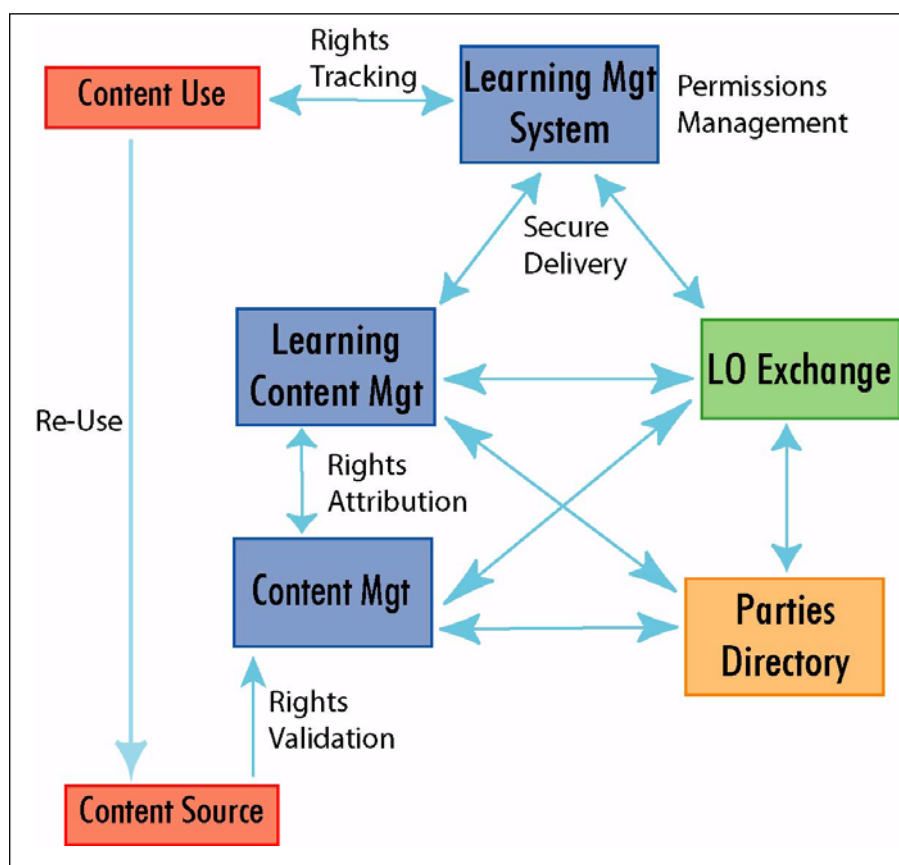 Rights
Tracking
Content Use
Learning Mgt
System
Permissions
Management
Secure
Delivery
Learning
Content Mgt
LO Exchange
Re-Use
Rights
Attribution
Content Mgt
Parties
Directory
Rights
Validation
Content Source